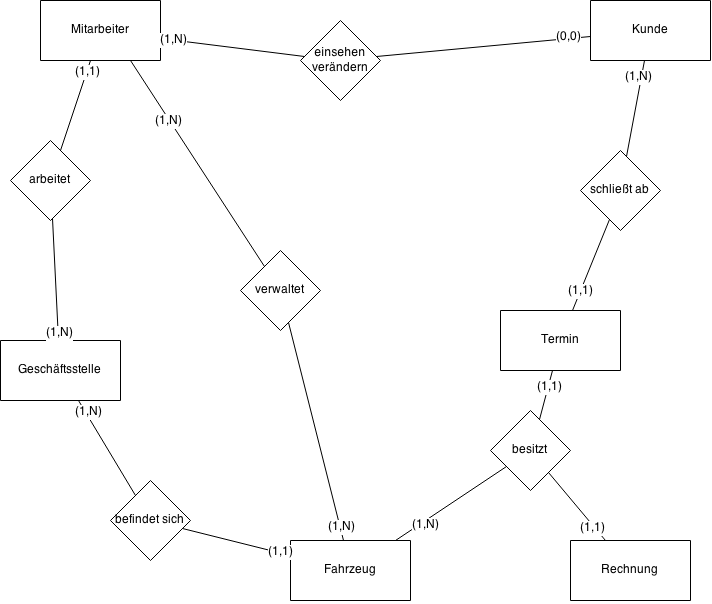 Mitarbeiter
Kunde
(1,N)
einsehen
verändern
(0,0)
(1,1)
(1,N)
(1,N)
arbeitet
schließt ab
verwaltet
(1,1)
(1,N)
Geschäftsstelle
Termin
(1,N)
(1,1)
besitzt
befindet sich
(1,N)
(1,N)
(1,1)
(1,1)
Fahrzeug
Rechnung